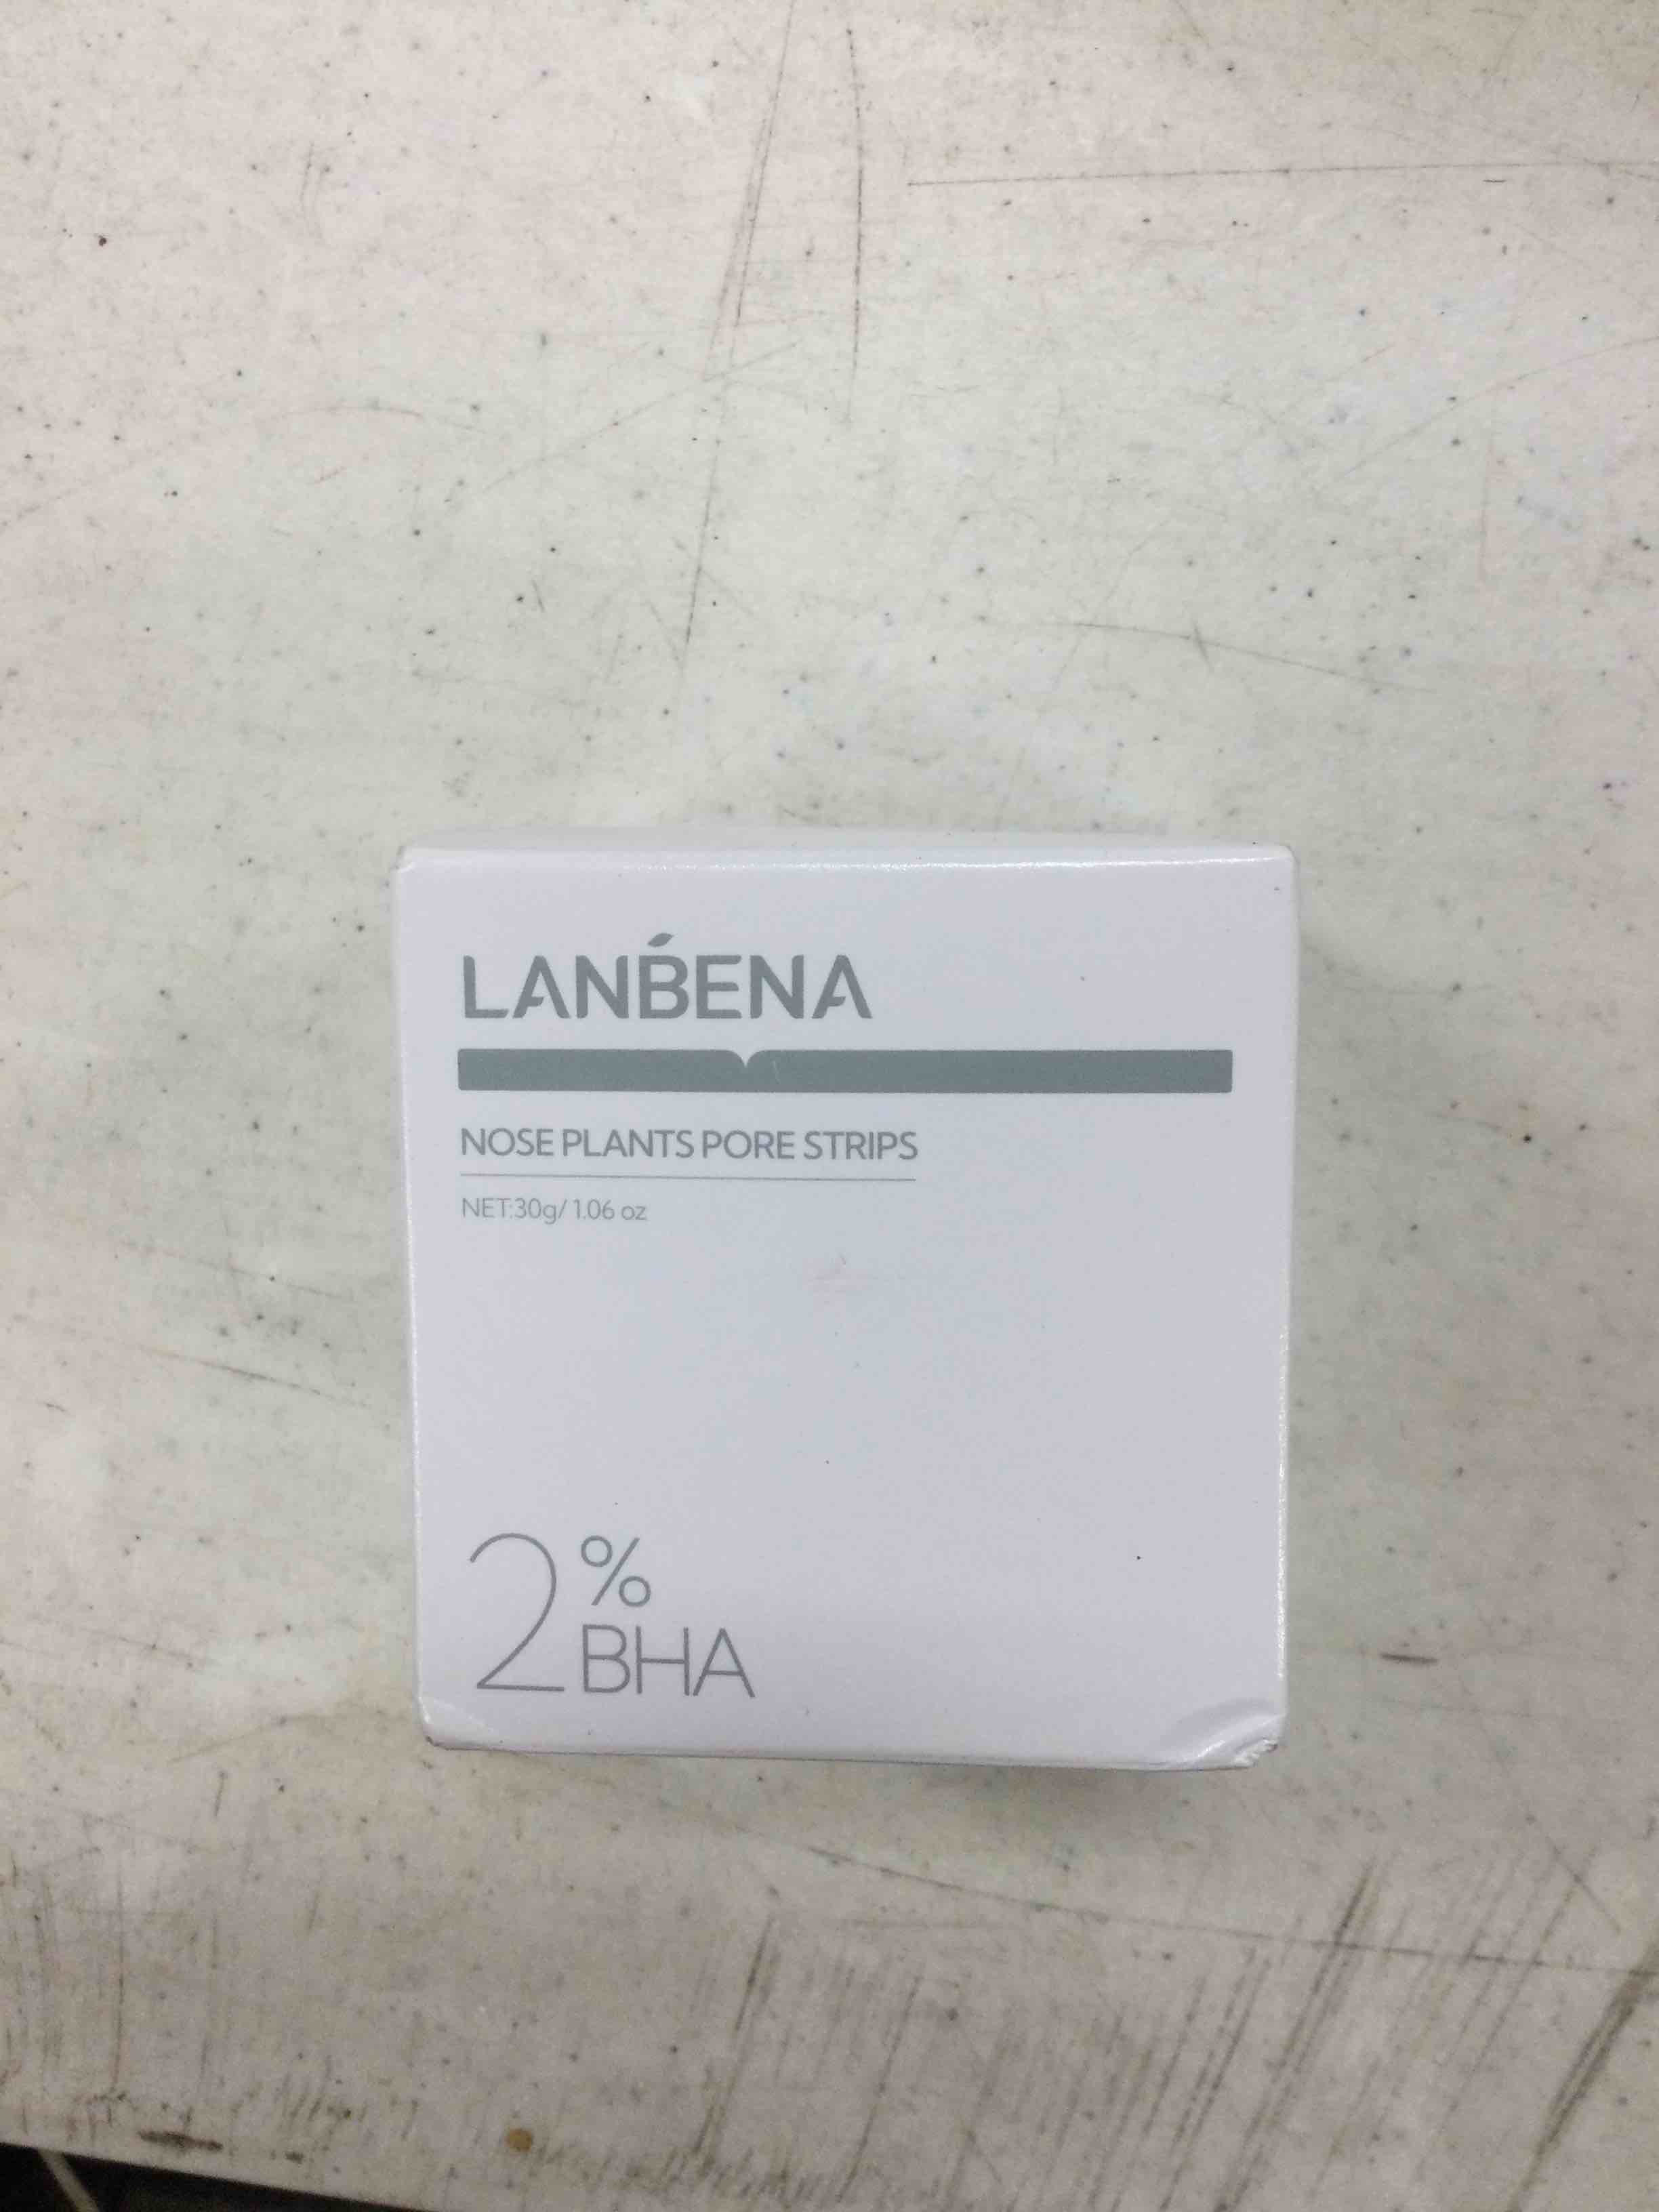 LANBENA
NOSE PLANTS PORE STRIPS
NET:30g/1.06 oz
2%
BHA